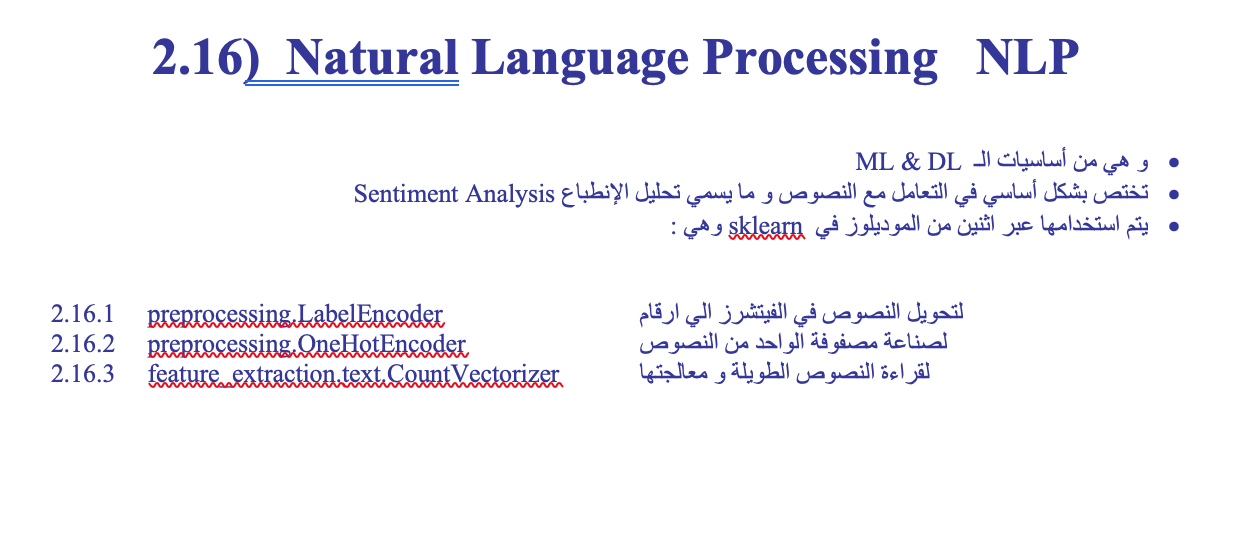 2.16) Natural Language Processing NLP
• و هي من أساسيات الـ ML & DL
• تختص بشكل أساسي في التعامل مع النصوص و ما يسمي تحليل الإنطباع Sentiment Analysis
• يتم استخدامها عبر اثنين من الموديلوز في sklearn وهي :
2.16.1 preprocessing.LabelEncoder لتحويل النصوص في الفيتشرز الي ارقام
2.16.2 preprocessing.OneHotEncoder لصناعة مصفوفة الواحد من النصوص
2.16.3 feature_extraction.text.CountVectorizer لقراءة النصوص الطويلة و معالجتها